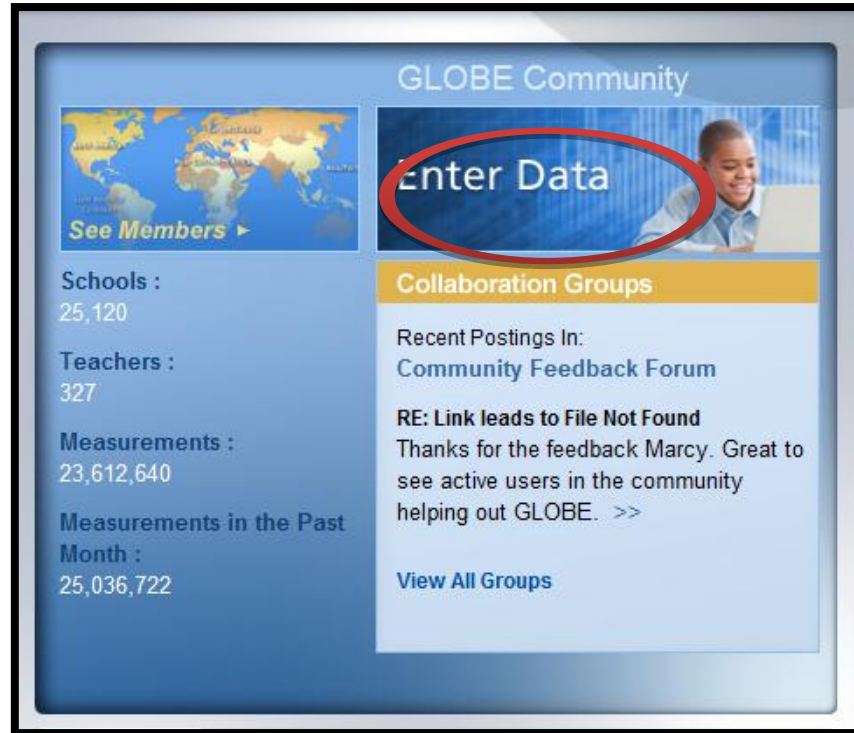 GLOBE Community
See Members ►
Enter Data
Schools :
25,120
Teachers :
327
Measurements :
23,612,640
Measurements in the Past
Month :
25,036,722
Collaboration Groups
Recent Postings In:
Community Feedback Forum
RE: Link leads to File Not Found
Thanks for the feedback Marcy. Great to
see active users in the community
helping out GLOBE. >>
View All Groups